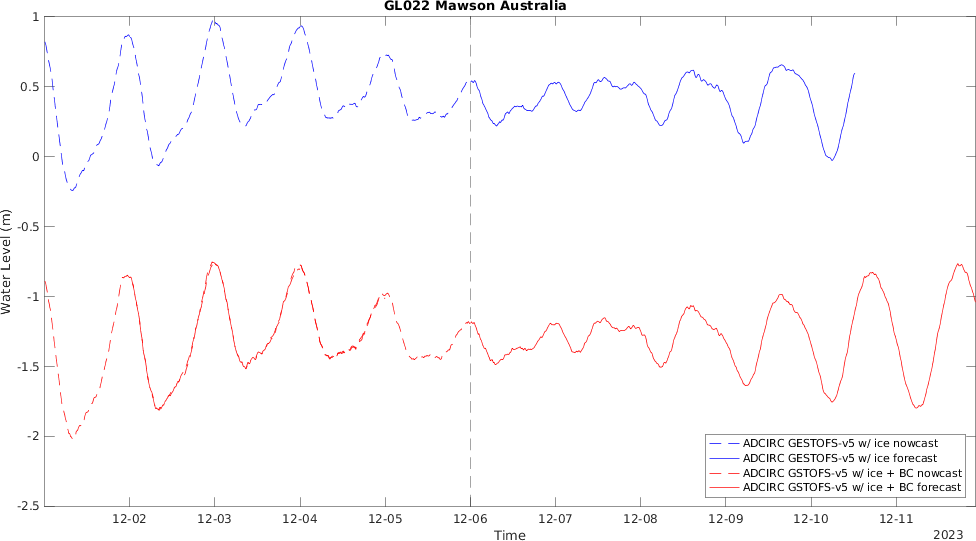 GL022 Mawson Australia
1
0.5
0
-0.5
-1
-1.5
-2
-2.5
Water Level (m)
12-02 12-03 12-04 12-05 12-06 12-07 12-08 12-09 12-10 12-11
Time
2023
ADCIRC GESTOFS-v5 w/ ice nowcast
ADCIRC GESTOFS-v5 w/ ice forecast
ADCIRC GSTOFS-v5 w/ ice + BC nowcast
ADCIRC GSTOFS-v5 w/ ice + BC forecast